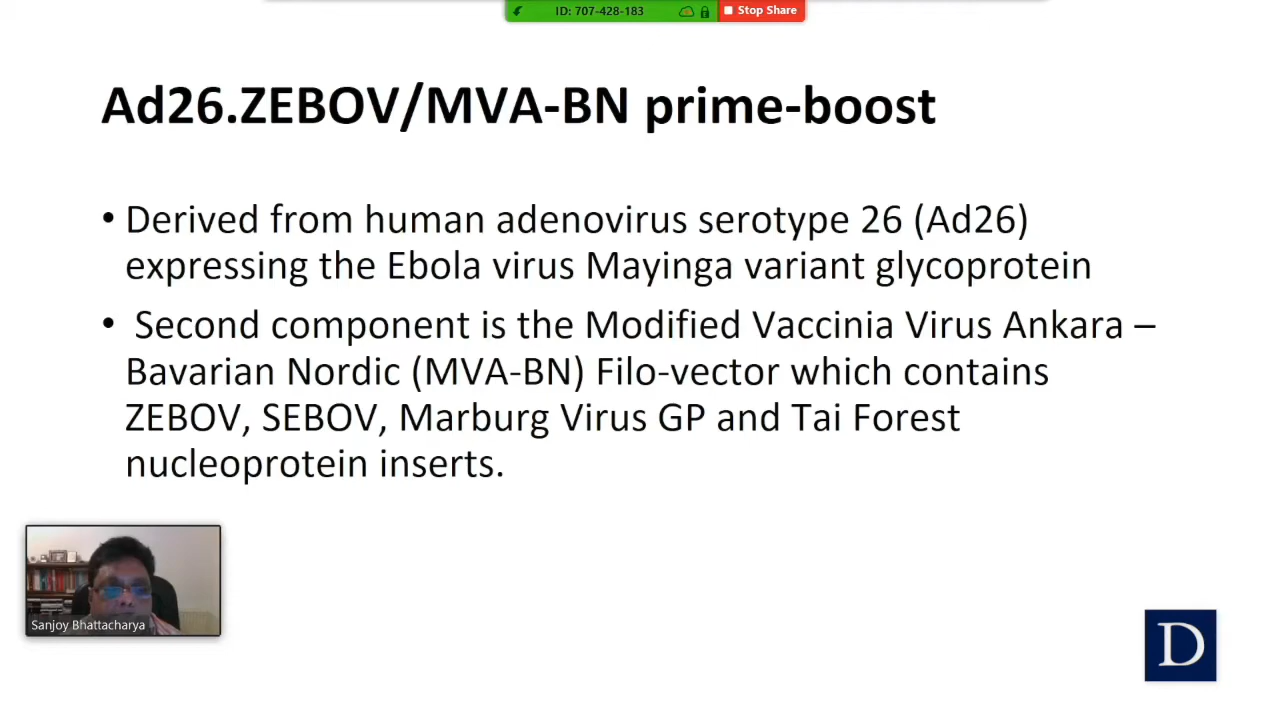 ID: 707-428-183
Stop Share
Ad26.ZEBOV/MVA-BN prime-boost
• Derived from human adenovirus serotype 26 (Ad26)
expressing the Ebola virus Mayinga variant glycoprotein
• Second component is the Modified Vaccinia Virus Ankara –
Bavarian Nordic (MVA-BN) Filo-vector which contains
ZEBOV, SEBOV, Marburg Virus GP and Tai Forest
nucleoprotein inserts.
Sanjoy Bhattacharya
D